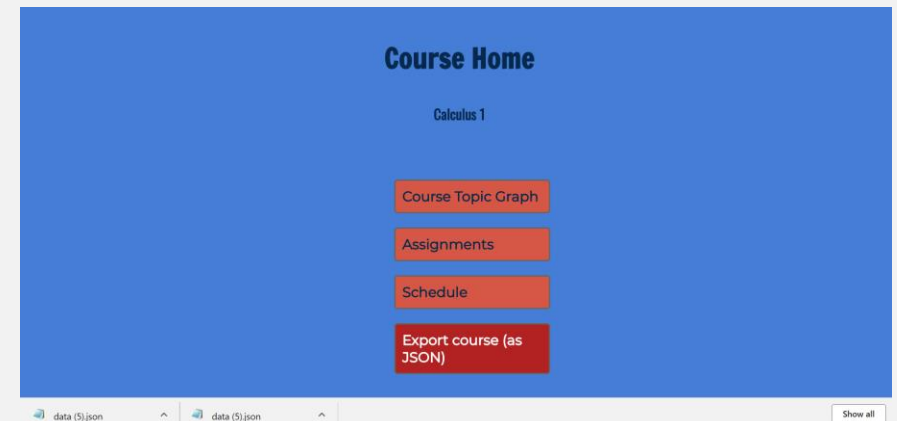 Course Home
Calculus 1
Course Topic Graph
Assignments
Schedule
Export course (as
JSON)
data (5).json
data (5).json
Show all